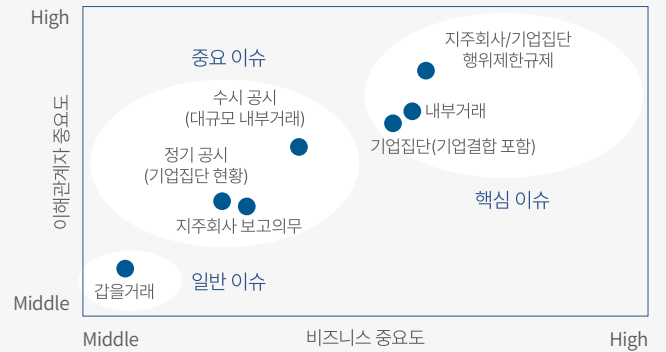 High
지주회사/기업집단
행위제한규제
중요 이슈
수시 공시
(대규모 내부거래)
내부거래
기업집단(기업결합 포함)
정기 공시
(기업집단 현황)
지주회사 보고의무
핵심 이슈
이해관계자 중요도
일반 이슈
갑을거래
Middle
Middle
비즈니스 중요도
High